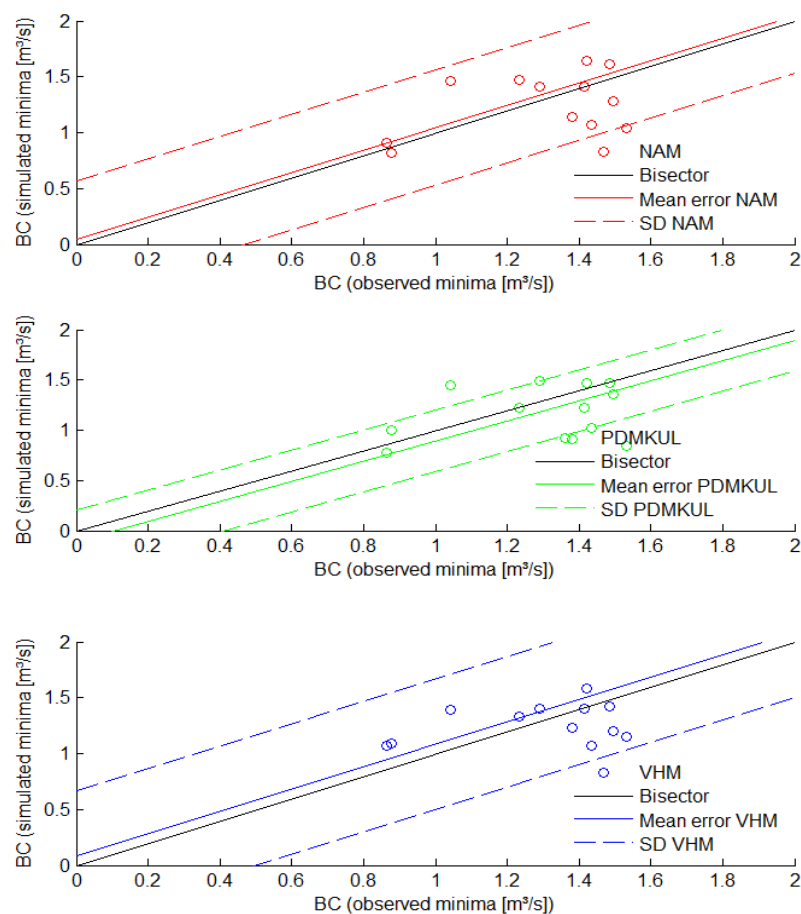 BC (simulated minima [m³/s])
2
1.5
1
0.5
0
0 0.2 0.4 0.6 0.8 1 1.2 1.4 1.6 1.8 2
BC (observed minima [m³/s])
NAM
Bisector
Mean error NAM
SD NAM
BC (simulated minima [m³/s])
2
1.5
1
0.5
0
0 0.2 0.4 0.6 0.8 1 1.2 1.4 1.6 1.8 2
BC (observed minima [m³/s])
PDMKUL
Bisector
Mean error PDMKUL
SD PDMKUL
BC (simulated minima [m³/s])
2
1.5
1
0.5
0
0 0.2 0.4 0.6 0.8 1 1.2 1.4 1.6 1.8 2
BC (observed minima [m³/s])
VHM
Bisector
Mean error VHM
SD VHM